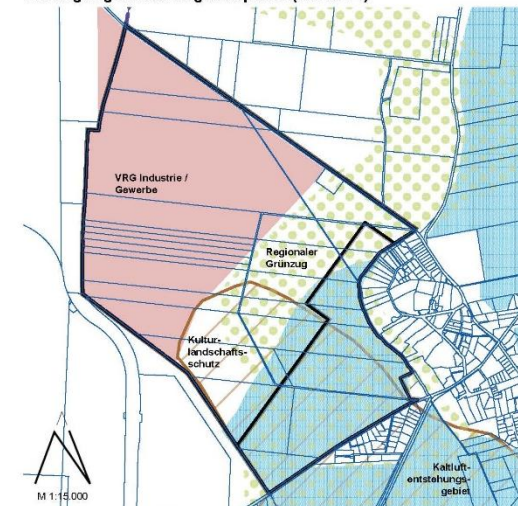 VRG Industrie /
Gewerbe
Regionaler
Grünzug
Kultur-
landschafts-
schutz
Kaltluft-
entstehungs-
gebiet
M 1:15.000